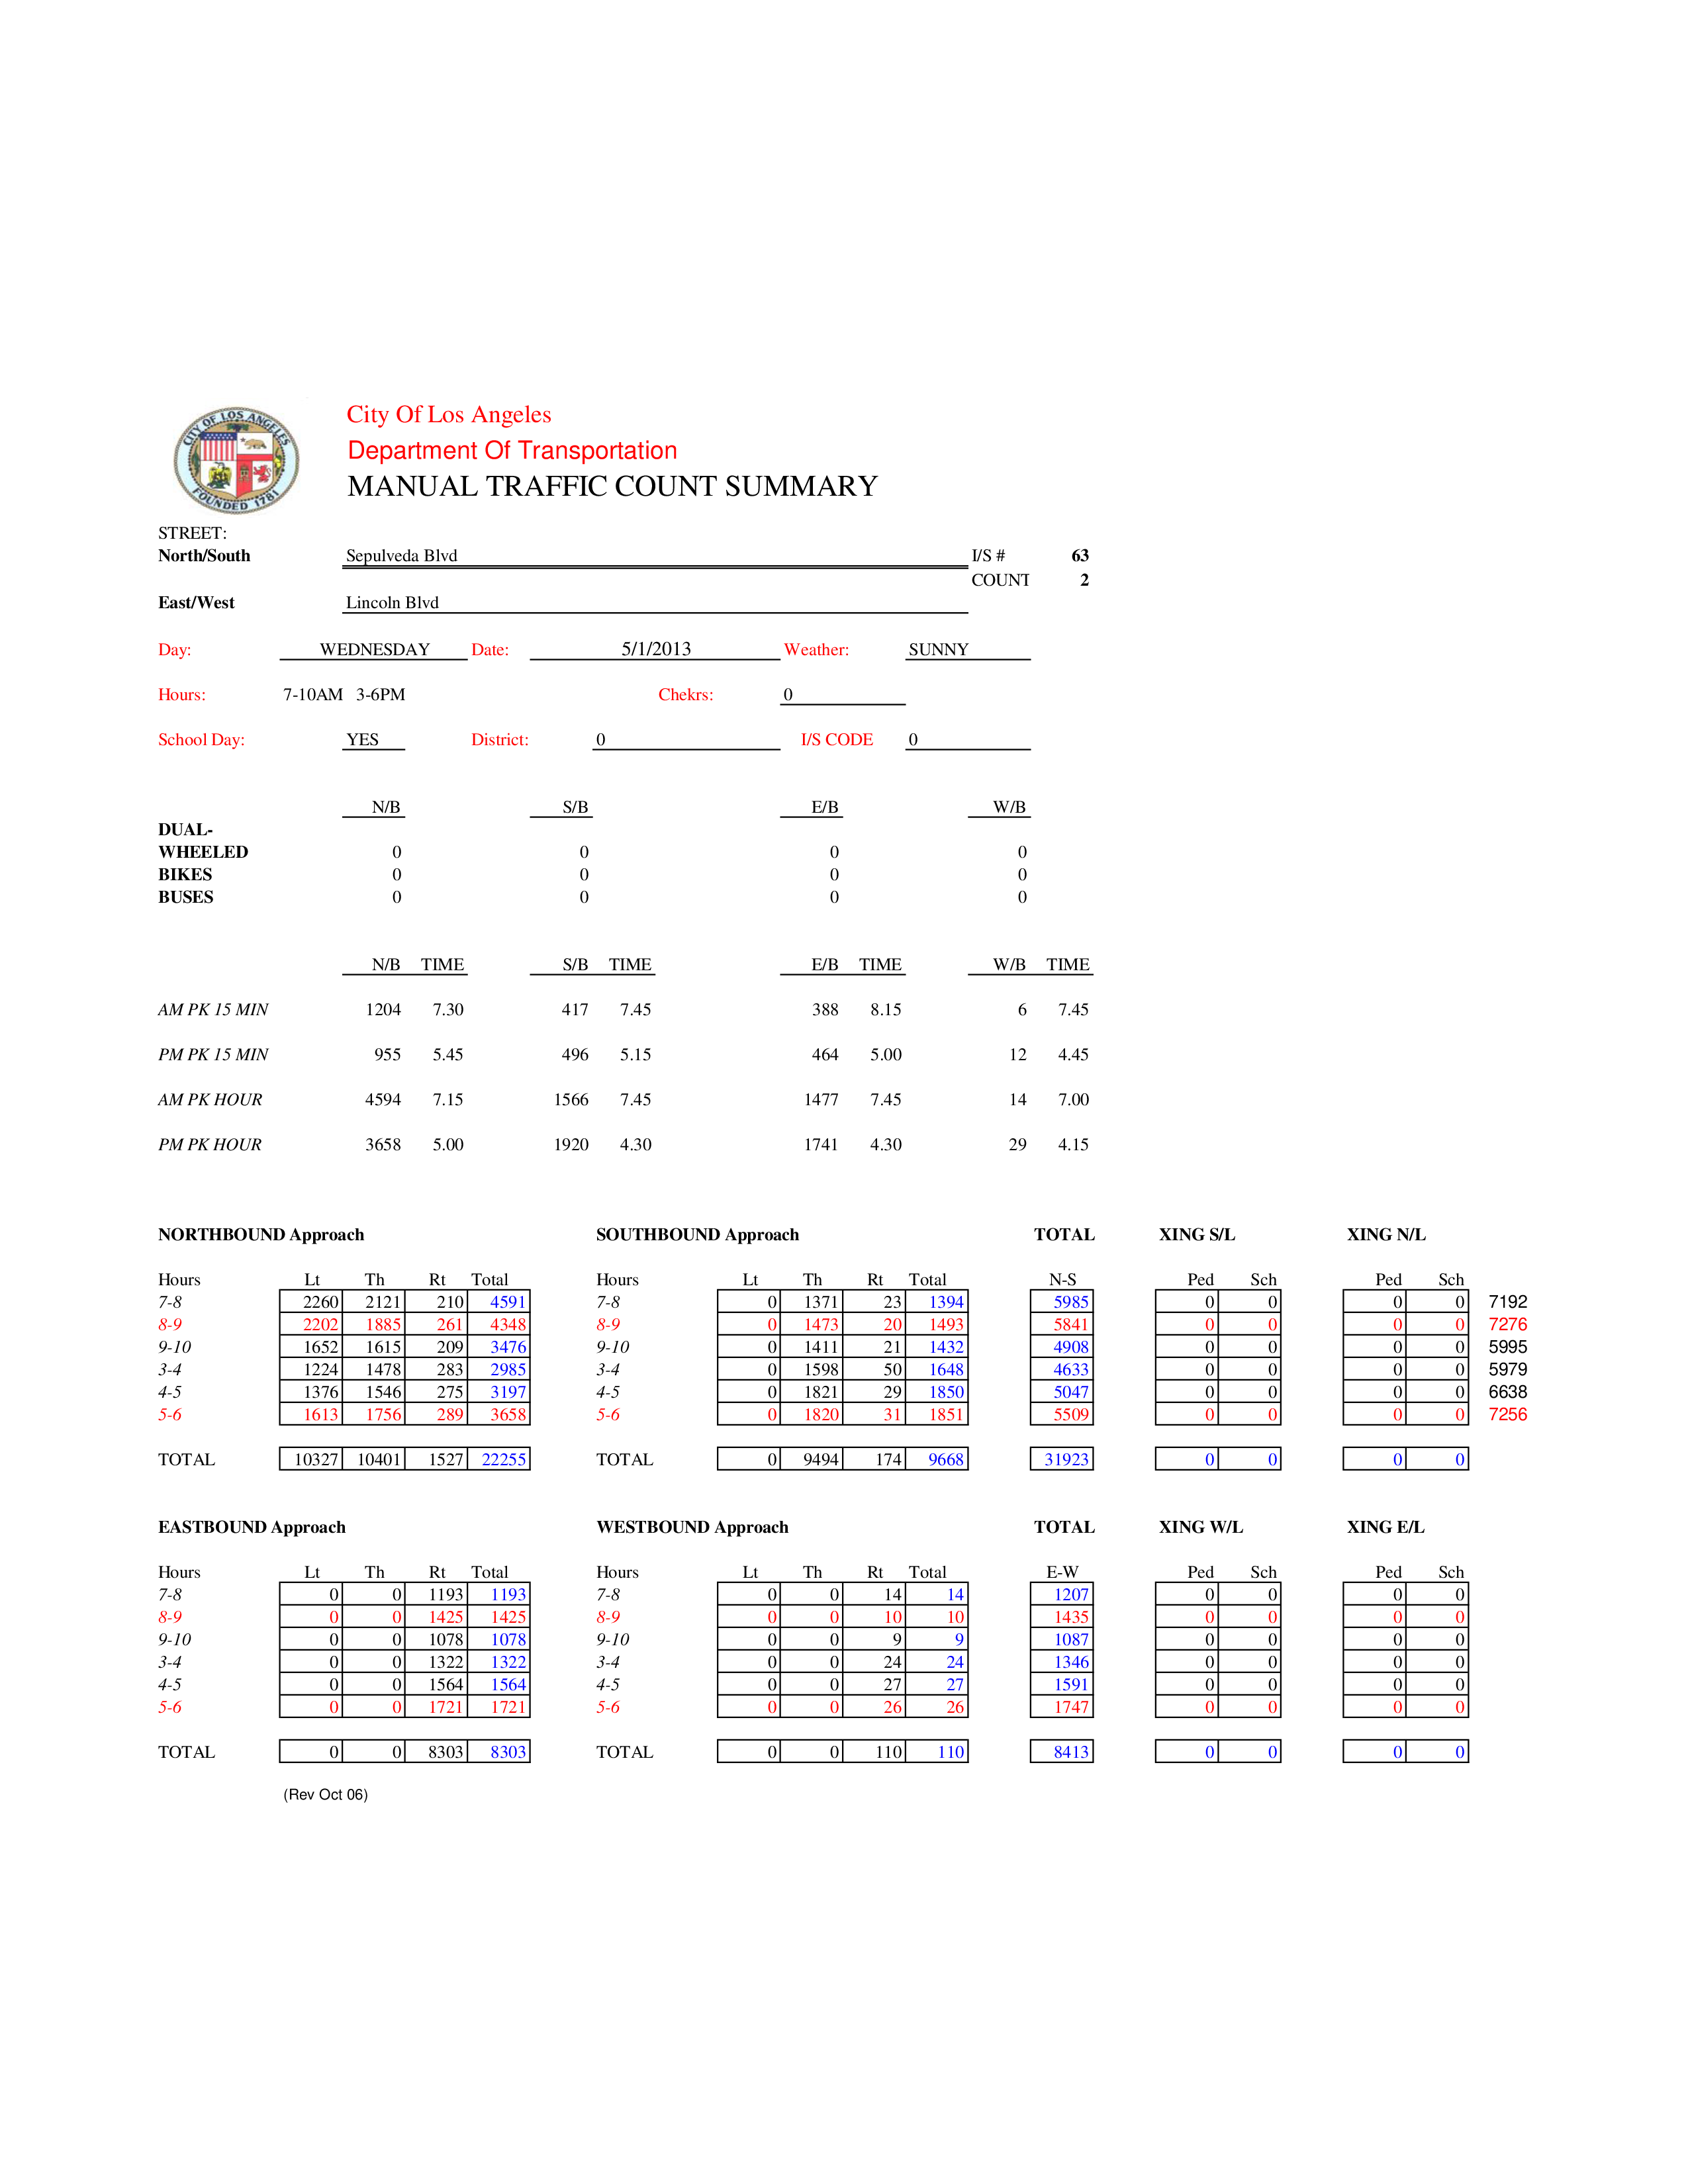 CITY OF LOS ANGELES
FOUNDED 1781
City Of Los Angeles
Department Of Transportation
MANUAL TRAFFIC COUNT SUMMARY
STREET:
North/South Sepulveda Blvd I/S # 63
COUNT 2
East/West Lincoln Blvd
Day: WEDNESDAY Date: 5/1/2013 Weather: SUNNY
Hours: 7-10AM 3-6PM Chekrs: 0
School Day: YES District: 0 I/S CODE 0
N/B S/B E/B W/B
DUAL-
WHEELED 0 0 0 0
BIKES 0 0 0 0
BUSES 0 0 0 0
N/B TIME S/B TIME E/B TIME W/B TIME
AM PK 15 MIN 1204 7.30 417 7.45 388 8.15 6 7.45
PM PK 15 MIN 955 5.45 496 5.15 464 5.00 12 4.45
AM PK HOUR 4594 7.15 1566 7.45 1477 7.45 14 7.00
PM PK HOUR 3658 5.00 1920 4.30 1741 4.30 29 4.15
NORTHBOUND Approach SOUTHBOUND Approach TOTAL XING S/L XING N/L
Hours Lt Th Rt Total Hours Lt Th Rt Total N-S Ped Sch Ped Sch
7-8 2260 2121 210 4591 7-8 0 1371 23 1394 5985 0 0 0 0 7192
8-9 2202 1885 261 4348 8-9 0 1473 20 1493 5841 0 0 0 0 7276
9-10 1652 1615 209 3476 9-10 0 1411 21 1432 4908 0 0 0 0 5995
3-4 1224 1478 283 2985 3-4 0 1598 50 1648 4633 0 0 0 0 5979
4-5 1376 1546 275 3197 4-5 0 1821 29 1850 5047 0 0 0 0 6638
5-6 1613 1756 289 3658 5-6 0 1820 31 1851 5509 0 0 0 0 7256
TOTAL 10327 10401 1527 22255 TOTAL 0 9494 174 9668 31923 0 0 0 0
EASTBOUND Approach WESTBOUND Approach TOTAL XING W/L XING E/L
Hours Lt Th Rt Total Hours Lt Th Rt Total E-W Ped Sch Ped Sch
7-8 0 0 1193 1193 7-8 0 0 14 14 1207 0 0 0 0
8-9 0 0 1425 1425 8-9 0 0 10 10 1435 0 0 0 0
9-10 0 0 1078 1078 9-10 0 0 9 9 1087 0 0 0 0
3-4 0 0 1322 1322 3-4 0 0 24 24 1346 0 0 0 0
4-5 0 0 1564 1564 4-5 0 0 27 27 1591 0 0 0 0
5-6 0 0 1721 1721 5-6 0 0 26 26 1747 0 0 0 0
TOTAL 0 0 8303 8303 TOTAL 0 0 110 110 8413 0 0 0 0
(Rev Oct 06)